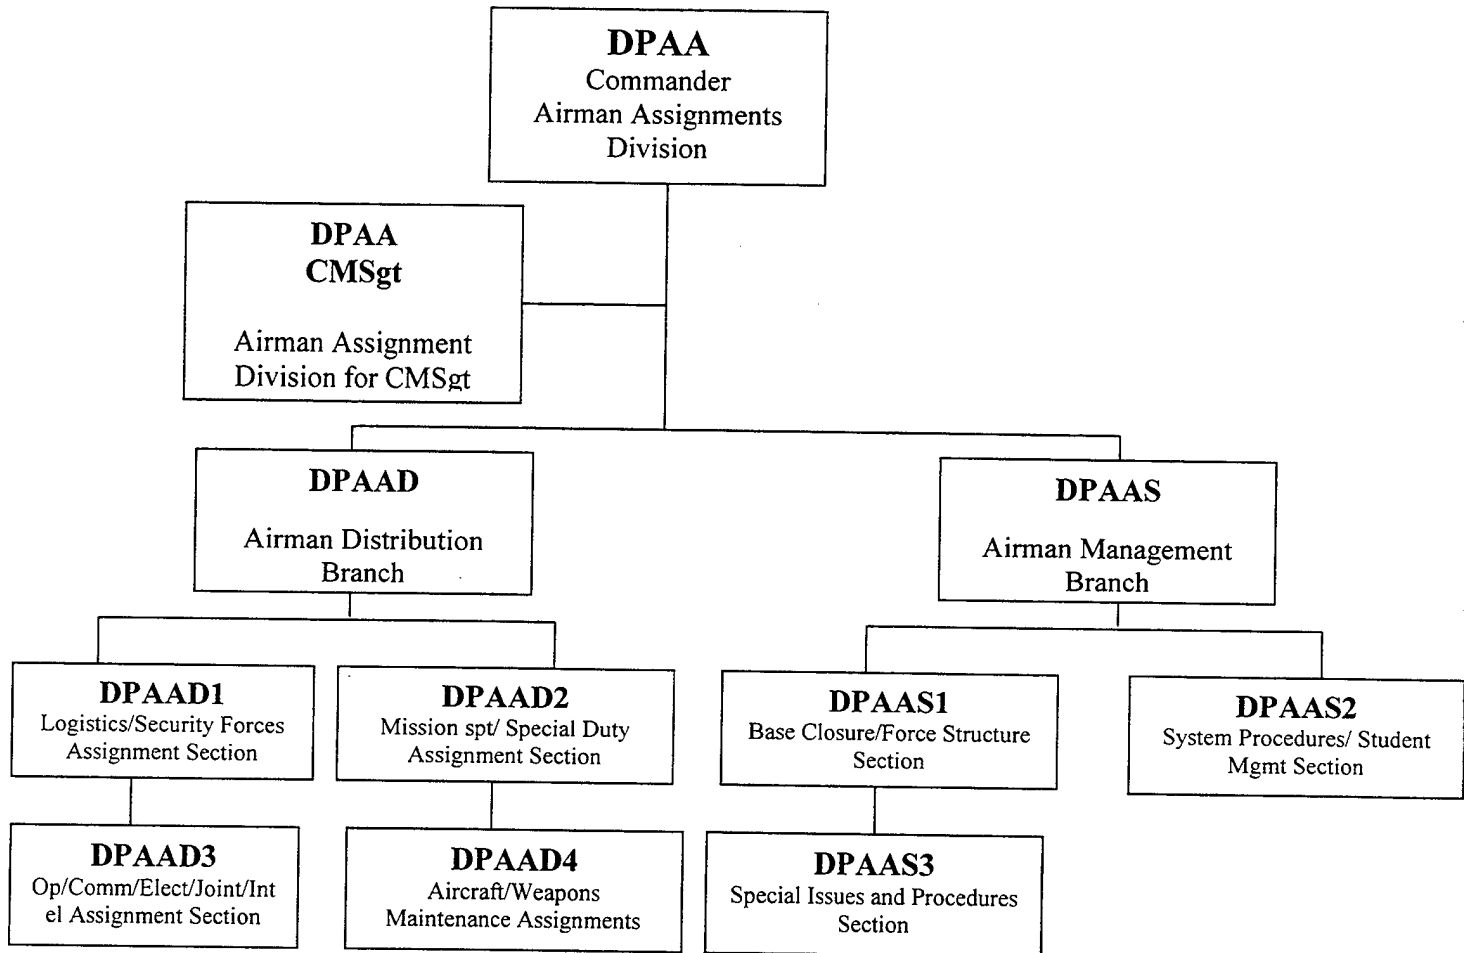 DPAA
Commander
Airman Assignments
Division
DPAA
CMSgt
Airman Assignment
Division for CMSgt
DPAAD
Airman Distribution
Branch
DPAAS
Airman Management
Branch
DPAAD1
Logistics/Security Forces
Assignment Section
DPAAD2
Mission spt/ Special Duty
Assignment Section
DPAAS1
Base Closure/Force Structure
Section
DPAAS2
System Procedures/ Student
Mgmt Section
DPAAD3
Op/Comm/Elect/Joint/Int
el Assignment Section
DPAAD4
Aircraft/Weapons
Maintenance Assignments
DPAAS3
Special Issues and Procedures
Section